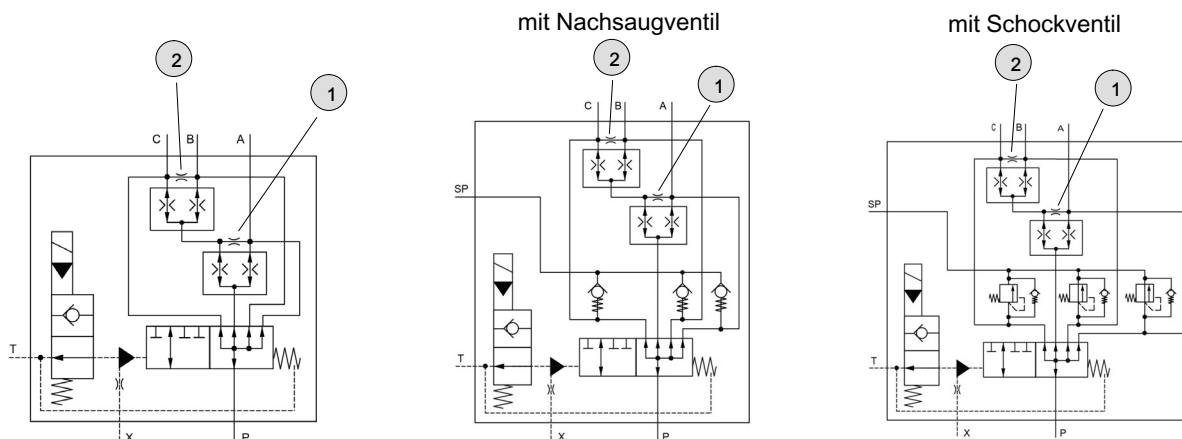 mit Nachsaugventil
mit Schockventil
2
1
C B A
T
X P
2
1
C B A
SP
T
X P
2
1
C B A
SP
T
X P